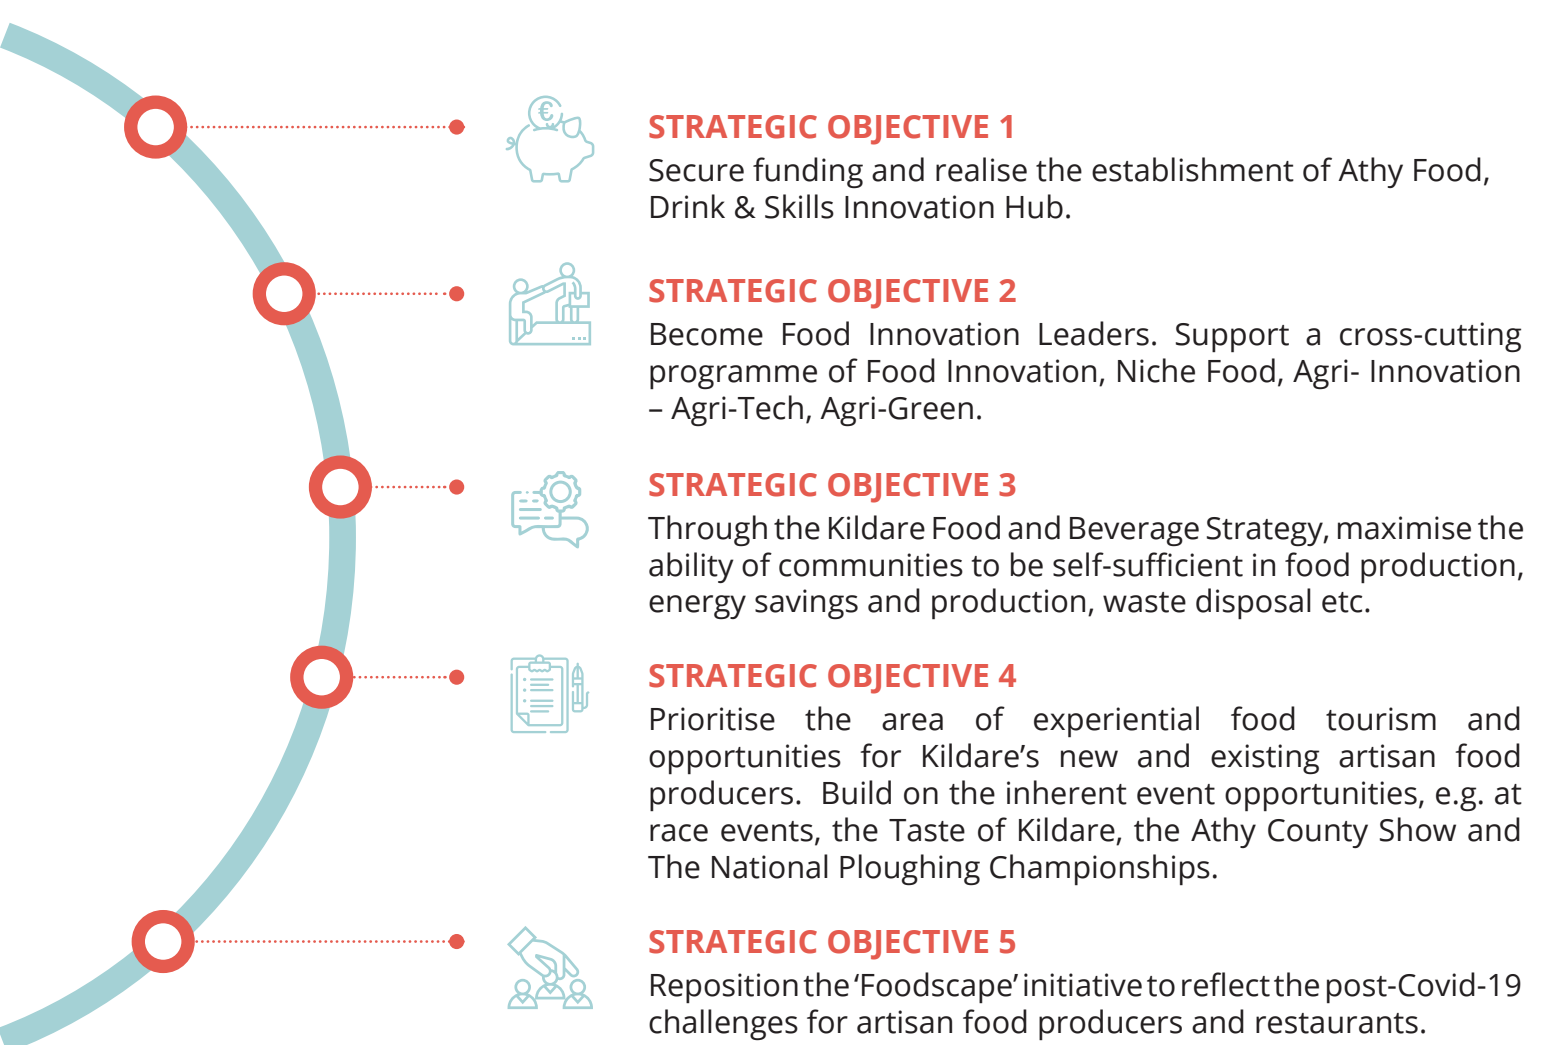 €
STRATEGIC OBJECTIVE 1
Secure funding and realise the establishment of Athy Food,
Drink & Skills Innovation Hub.
STRATEGIC OBJECTIVE 2
Become Food Innovation Leaders. Support a cross-cutting
programme of Food Innovation, Niche Food, Agri- Innovation
– Agri-Tech, Agri-Green.
STRATEGIC OBJECTIVE 3
Through the Kildare Food and Beverage Strategy, maximise the
ability of communities to be self-sufficient in food production,
energy savings and production, waste disposal etc.
STRATEGIC OBJECTIVE 4
Prioritise the area of experiential food tourism and
opportunities for Kildare’s new and existing artisan food
producers. Build on the inherent event opportunities, e.g. at
race events, the Taste of Kildare, the Athy County Show and
The National Ploughing Championships.
STRATEGIC OBJECTIVE 5
Reposition the ‘Foodscape’ initiative to reflect the post-Covid-19
challenges for artisan food producers and restaurants.